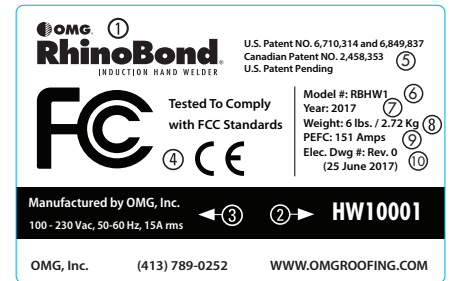 OMG. ①
RhinoBond®
INDUCTION HAND WELDER
U.S. Patent NO. 6,710,314 and 6,849,837
Canadian Patent NO. 2,458,353 ⑤
U.S. Patent Pending
FC
Tested To Comply
with FCC Standards
④ CE
Model #: RBHW1 ⑥
Year: 2017 ⑦
Weight: 6 lbs. / 2.72 Kg ⑧
PEFC: 151 Amps ⑨
Elec. Dwg #: Rev. 0 ⑩
(25 June 2017)
Manufactured by OMG, Inc.
100 - 230 Vac, 50-60 Hz, 15A rms
③ ② HW10001
OMG, Inc. (413) 789-0252 WWW.OMGROOFING.COM